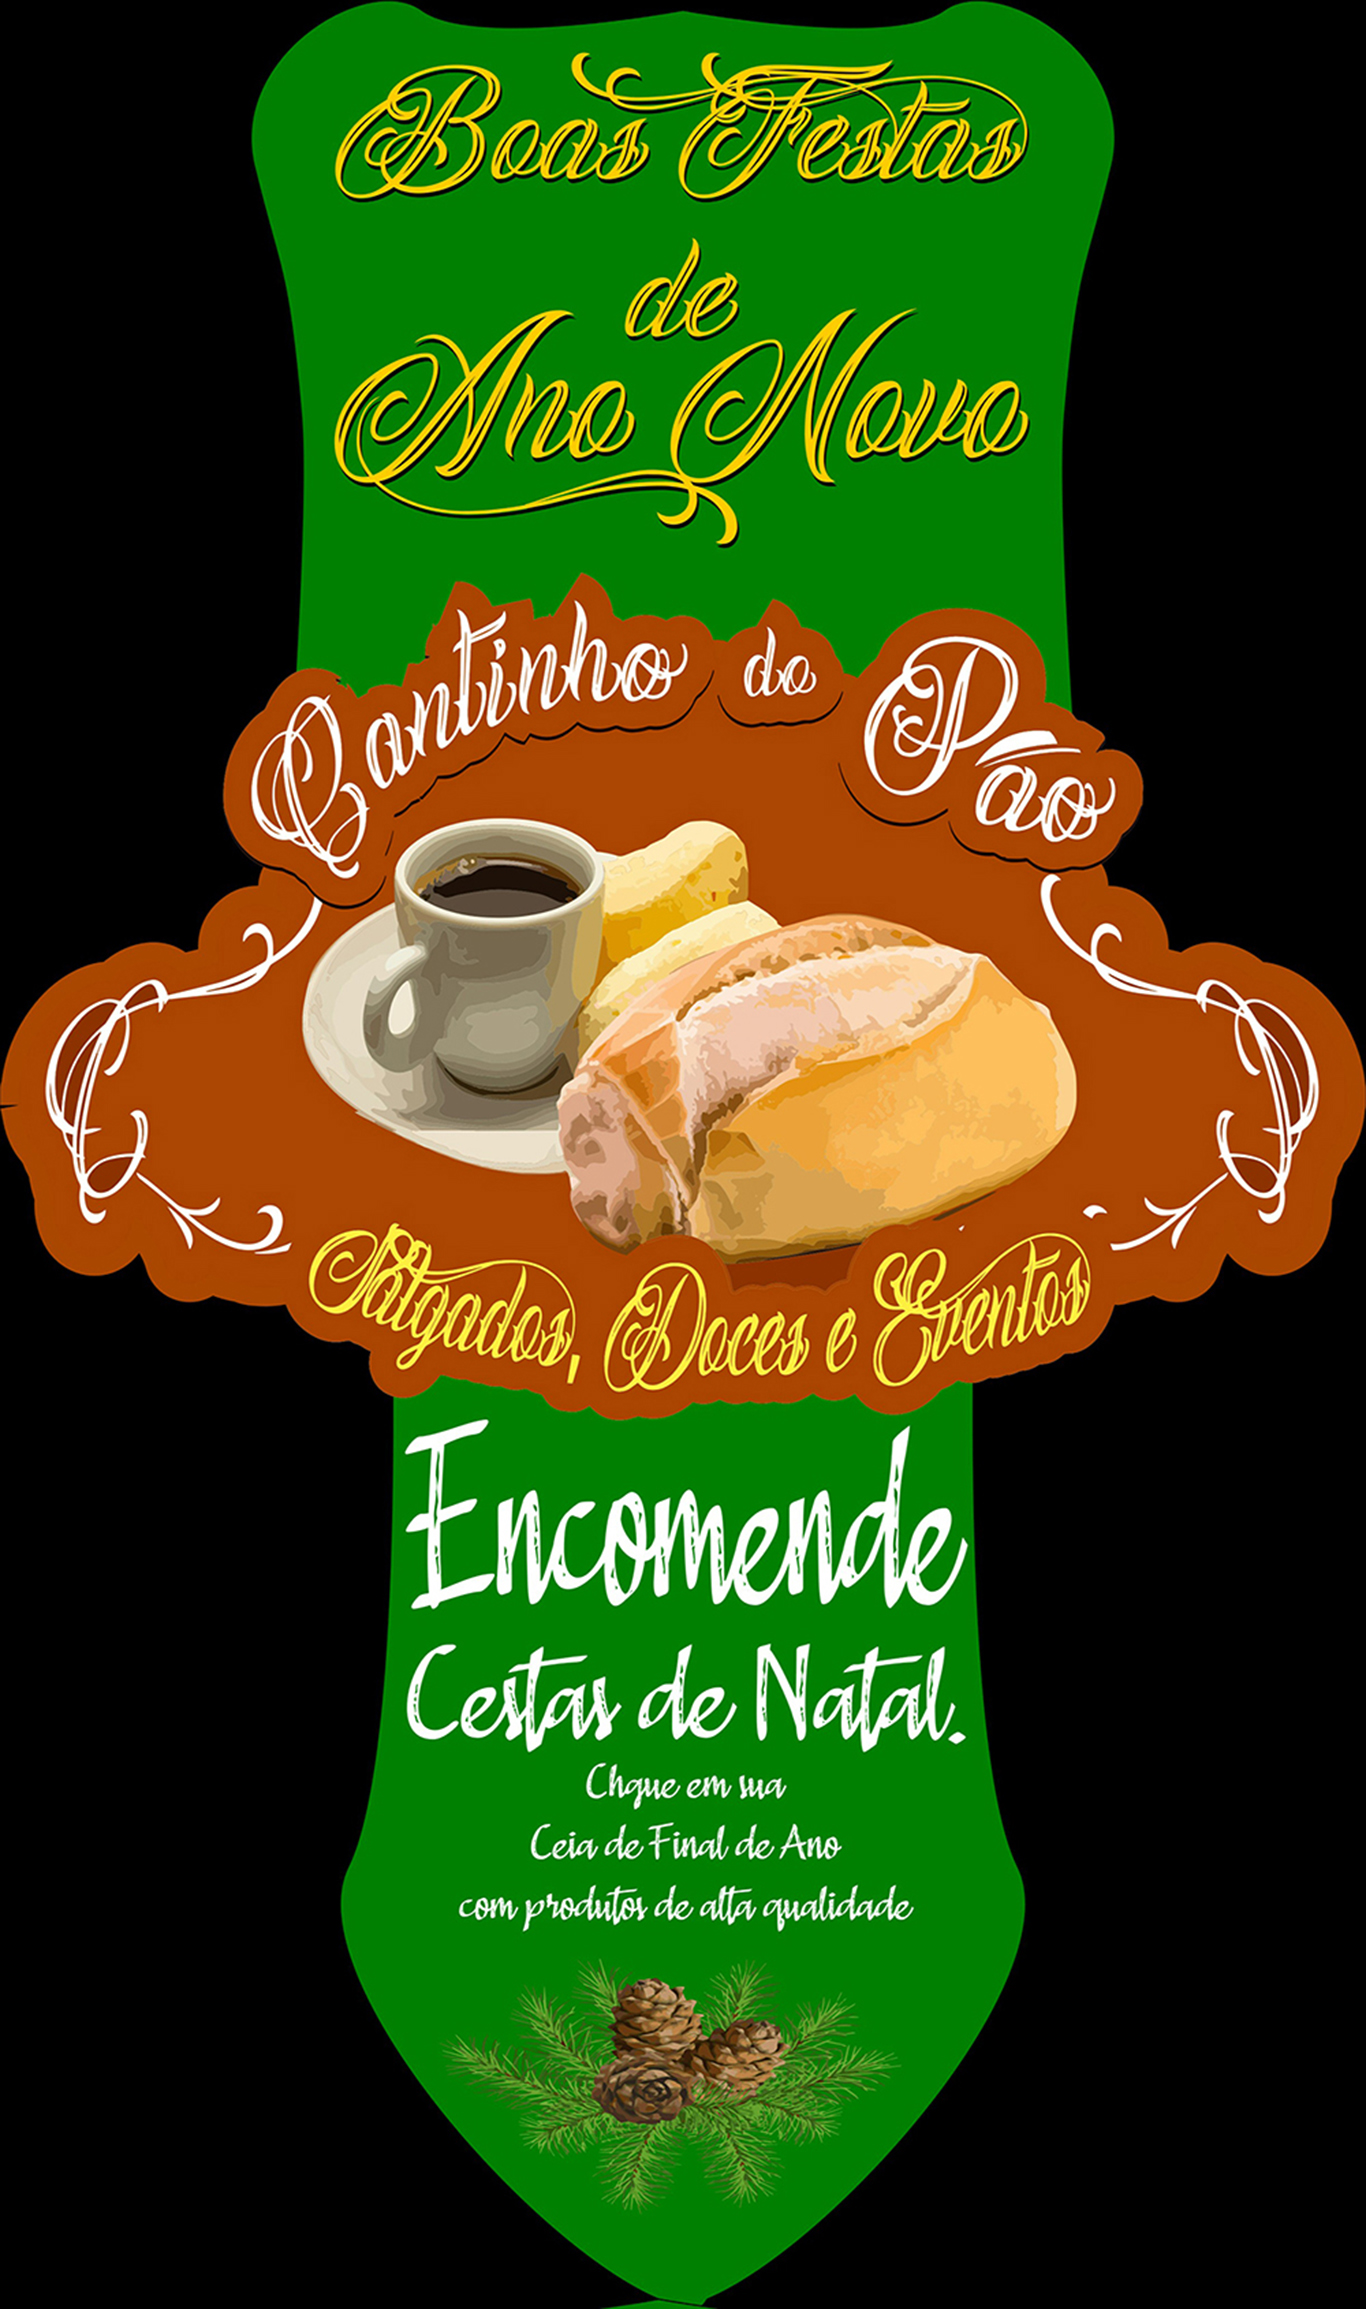 Boas Festas
de
Ano Novo
Cantinho do Pão
Salgados, Doces e Eventos
Encomende
Cestas de Natal.
Chque em sua
Ceia de Final de Ano
com produtos de alta qualidade